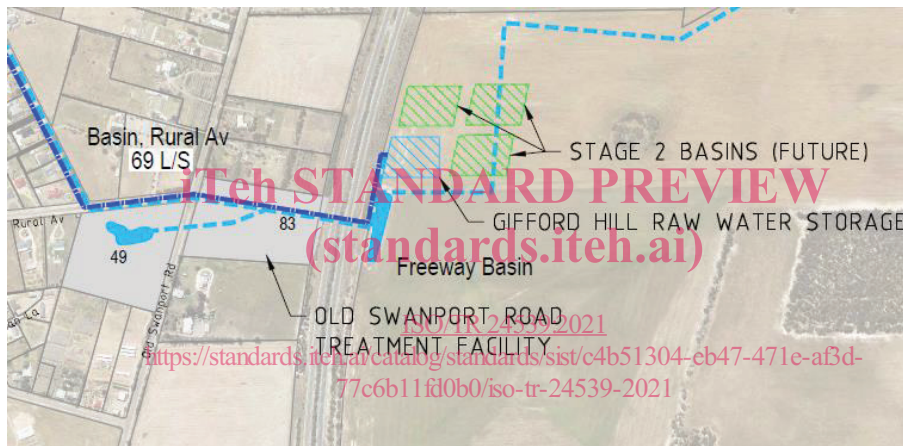 Basin, Rural Av
69 L/S
STAGE 2 BASINS (FUTURE)
iTeh STANDARD PREVIEW
Rural Av
83
GIFFORD HILL RAW WATER STORAGE
(standards.iteh.ai)
49
Freeway Basin
Old Swanport Rd
OLD SWANPORT ROAD
TREATMENT FACILITY
ISO/TR 24539:2021
https://standards.iteh.ai/catalog/standards/sist/c4b51304-eb47-471e-af3d-
77c6b11fd0b0/iso-tr-24539-2021
La